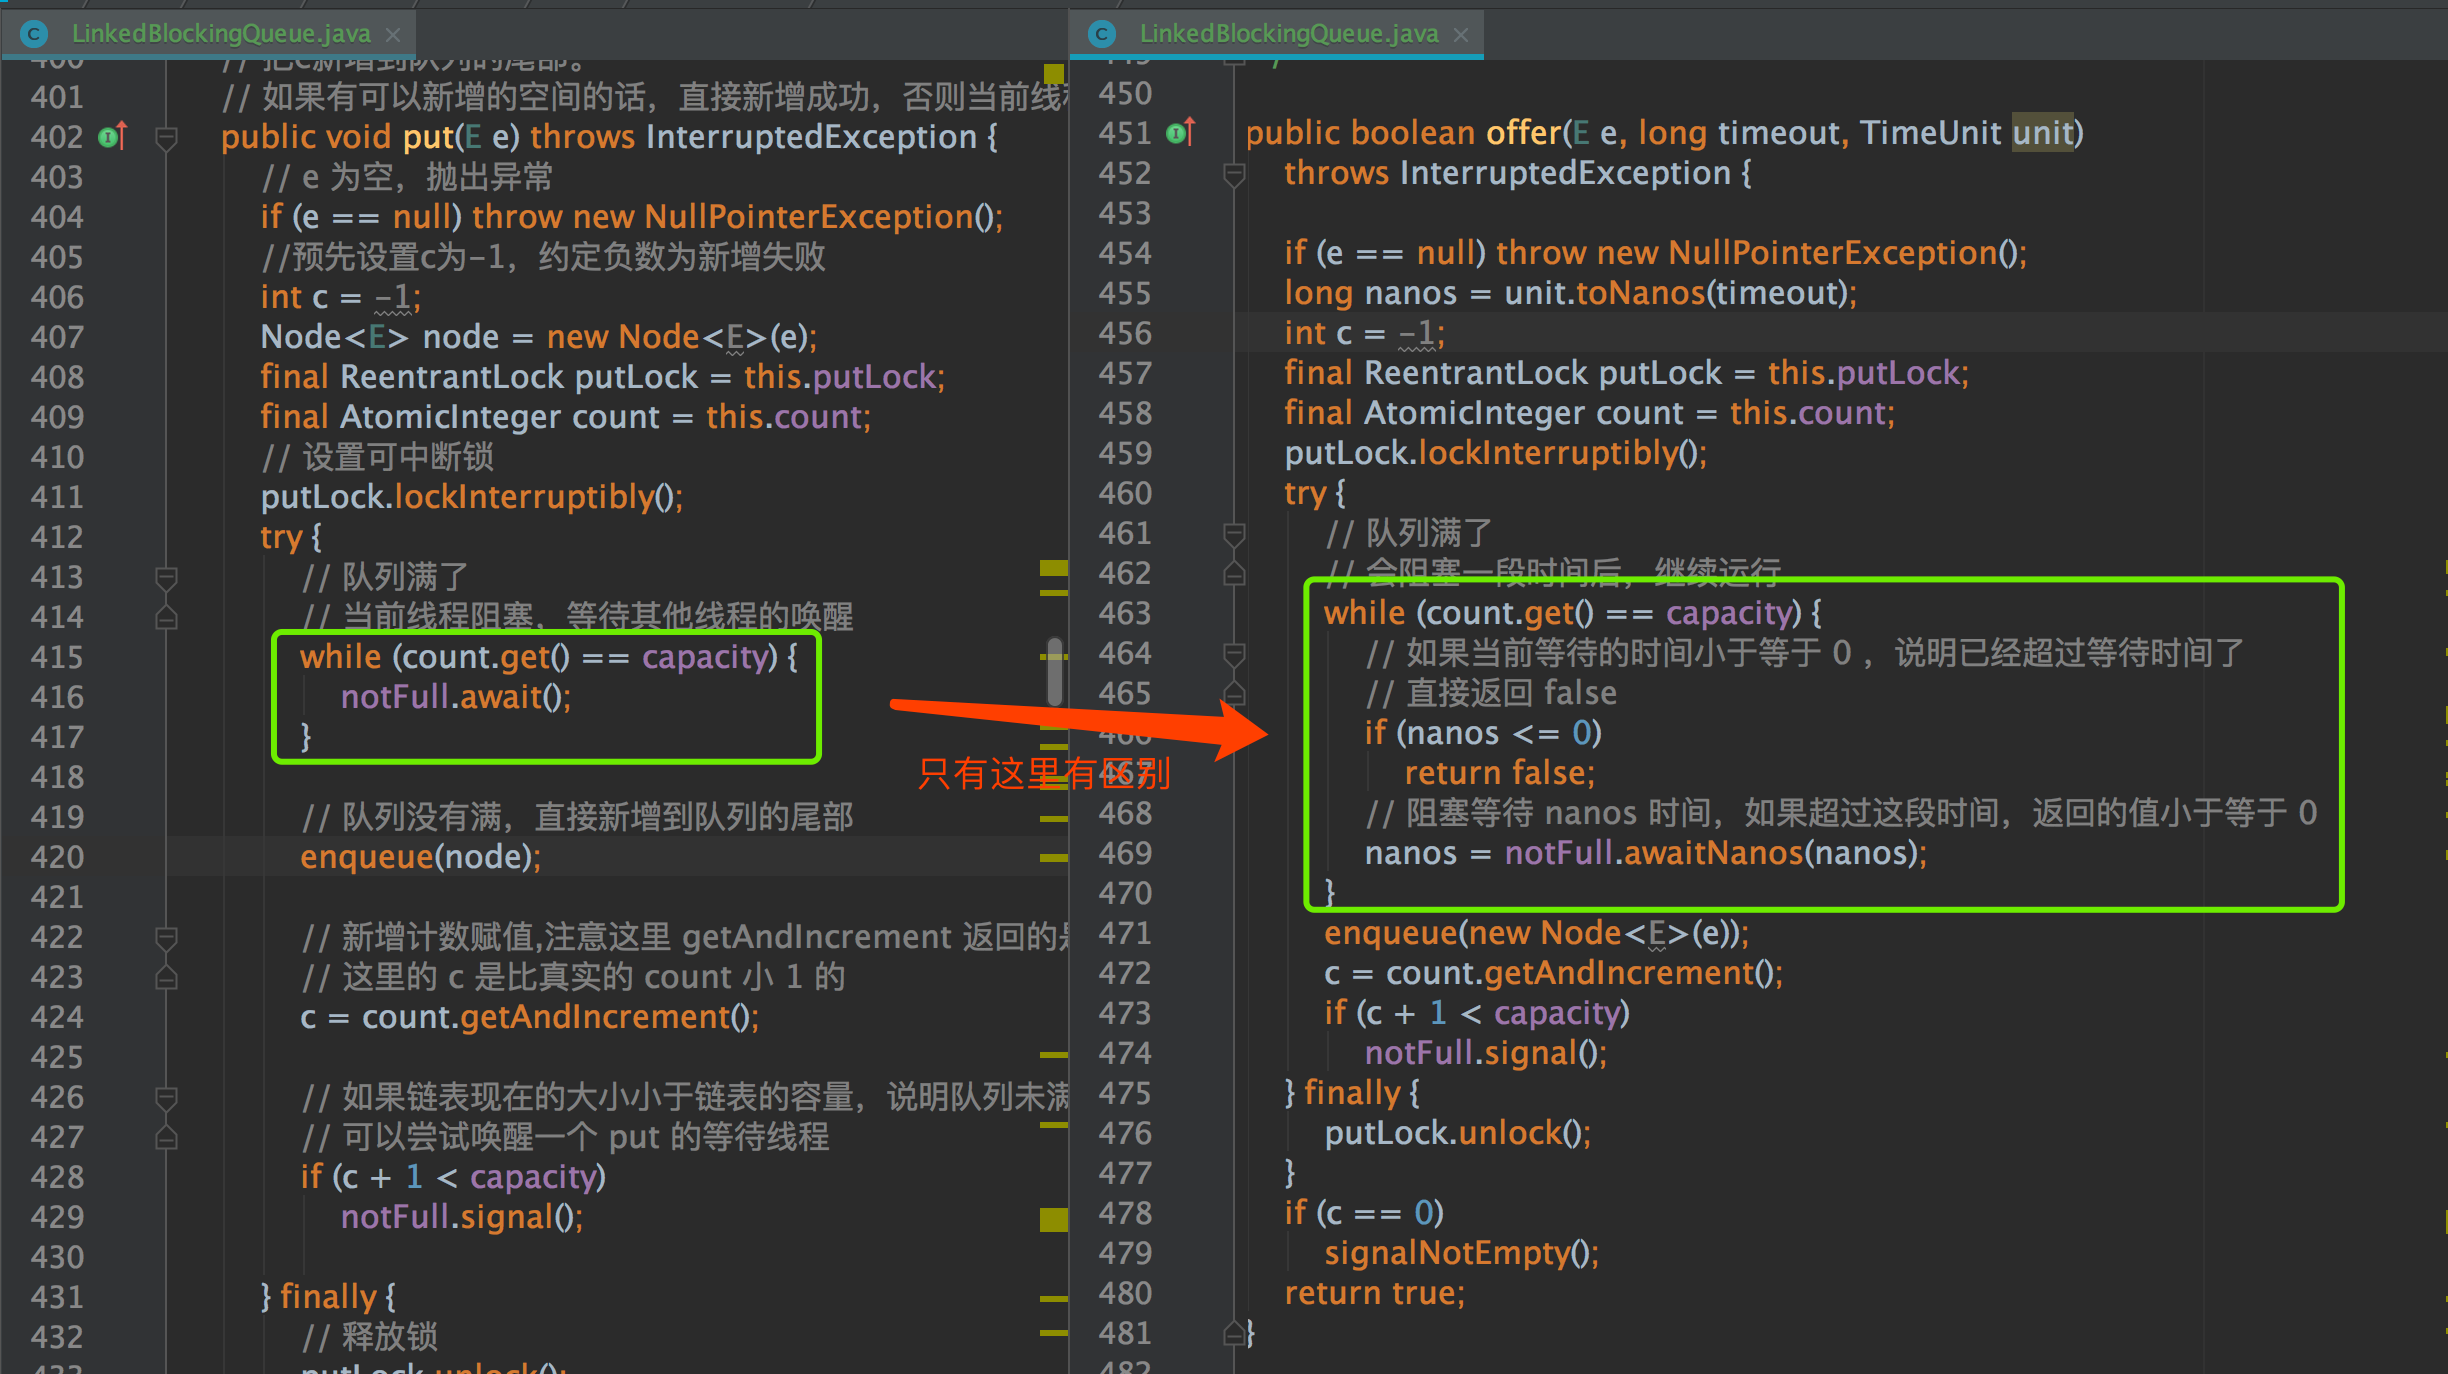 LinkedBlockingQueue.java
401 // 如果有可以新增的空间的话，直接新增成功，否则当前线
402 public void put(E e) throws InterruptedException {
403 // e 为空，抛出异常
404 if (e == null) throw new NullPointerException();
405 //预先设置c为-1，约定负数为新增失败
406 int c = -1;
407 Node<E> node = new Node<E>(e);
408 final ReentrantLock putLock = this.putLock;
409 final AtomicInteger count = this.count;
410 // 设置可中断锁
411 putLock.lockInterruptibly();
412 try {
413 // 队列满了
414 // 当前线程阻塞，等待其他线程的唤醒
415 while (count.get() == capacity) {
416 notFull.await();
417 }
418
419 // 队列没有满，直接新增到队列的尾部
420 enqueue(node);
421
422 // 新增计数赋值,注意这里 getAndIncrement 返回的
423 // 这里的 c 是比真实的 count 小 1 的
424 c = count.getAndIncrement();
425
426 // 如果链表现在的大小小于链表的容量，说明队列未满
427 // 可以尝试唤醒一个 put 的等待线程
428 if (c + 1 < capacity)
429 notFull.signal();
430
431 } finally {
432 // 释放锁
只有这里有区别
LinkedBlockingQueue.java
450
451 public boolean offer(E e, long timeout, TimeUnit unit)
452 throws InterruptedException {
453
454 if (e == null) throw new NullPointerException();
455 long nanos = unit.toNanos(timeout);
456 int c = -1;
457 final ReentrantLock putLock = this.putLock;
458 final AtomicInteger count = this.count;
459 putLock.lockInterruptibly();
460 try {
461 // 队列满了
462 // 会阻塞一段时间后，继续运行
463 while (count.get() == capacity) {
464 // 如果当前等待的时间小于等于 0 ，说明已经超过等待时间了
465 // 直接返回 false
466 if (nanos <= 0)
467 return false;
468 // 阻塞等待 nanos 时间，如果超过这段时间，返回的值小于等于 0
469 nanos = notFull.awaitNanos(nanos);
470 }
471 enqueue(new Node<E>(e));
472 c = count.getAndIncrement();
473 if (c + 1 < capacity)
474 notFull.signal();
475 } finally {
476 putLock.unlock();
477 }
478 if (c == 0)
479 signalNotEmpty();
480 return true;
481 }